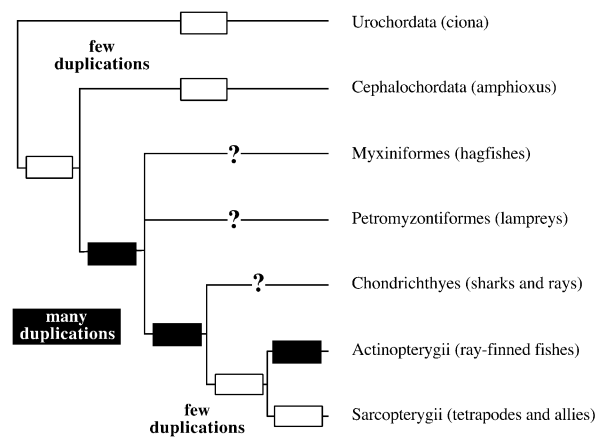 Urochordata (ciona)
few
duplications
Cephalochordata (amphioxus)
?
Myxiniformes (hagfishes)
?
Petromyzontiformes (lampreys)
?
Chondrichthyes (sharks and rays)
many
duplications
Actinopterygii (ray-finned fishes)
few
duplications
Sarcopterygii (tetrapodes and allies)